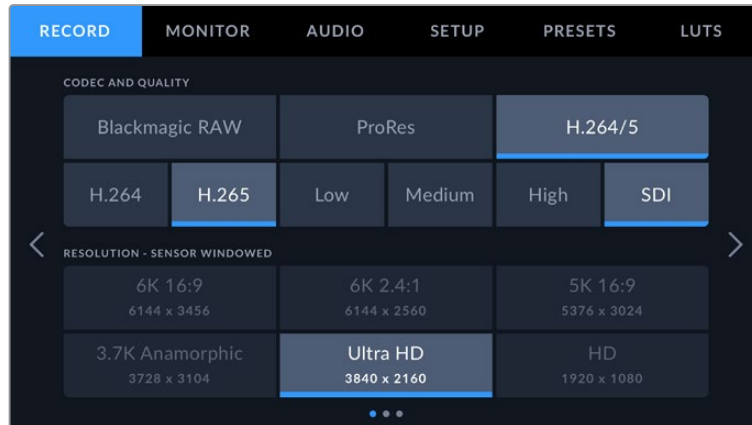 RECORD MONITOR AUDIO SETUP PRESETS LUTS
CODEC AND QUALITY
Blackmagic RAW ProRes H.264/5
H.264 H.265 Low Medium High SDI
RESOLUTION - SENSOR WINDOWED
6K 16:9 6K 2.4:1 5K 16:9
6144 x 3456 6144 x 2560 5376 x 3024
3.7K Anamorphic Ultra HD HD
3728 x 3104 3840 x 2160 1920 x 1080